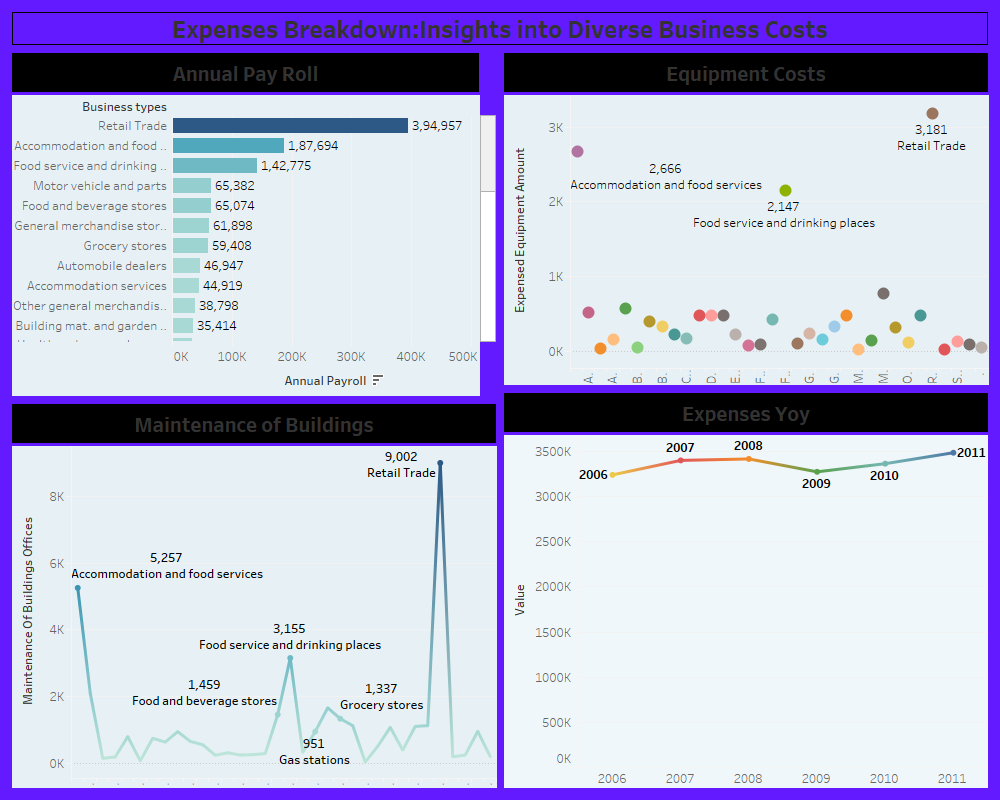 Expenses Breakdown:Insights into Diverse Business Costs
Annual Pay Roll
Business types
Retail Trade 3,94,957
Accommodation and food .. 1,87,694
Food service and drinking .. 1,42,775
Motor vehicle and parts 65,382
Food and beverage stores 65,074
General merchandise stor.. 61,898
Grocery stores 59,408
Automobile dealers 46,947
Accommodation services 44,919
Other general merchandis.. 38,798
Building mat. and garden .. 35,414
0K 100K 200K 300K 400K 500K
Annual Payroll
Equipment Costs
Expensed Equipment Amount
3K
2K
1K
0K
3,181
Retail Trade
2,666
Accommodation and food services
2,147
Food service and drinking places
A. A. B. B. C.. D. E.. F.. F.. G. G. M. M. O. R. S..
Maintenance of Buildings
Maintenance Of Buildings Offices
8K
6K
4K
2K
0K
9,002
Retail Trade
5,257
Accommodation and food services
3,155
Food service and drinking places
1,459
Food and beverage stores
1,337
Grocery stores
951
Gas stations
Expenses Yoy
Value
3500K
3000K
2500K
2000K
1500K
1000K
500K
0K
2006
2007
2008
2009
2010
2011
2006 2007 2008 2009 2010 2011